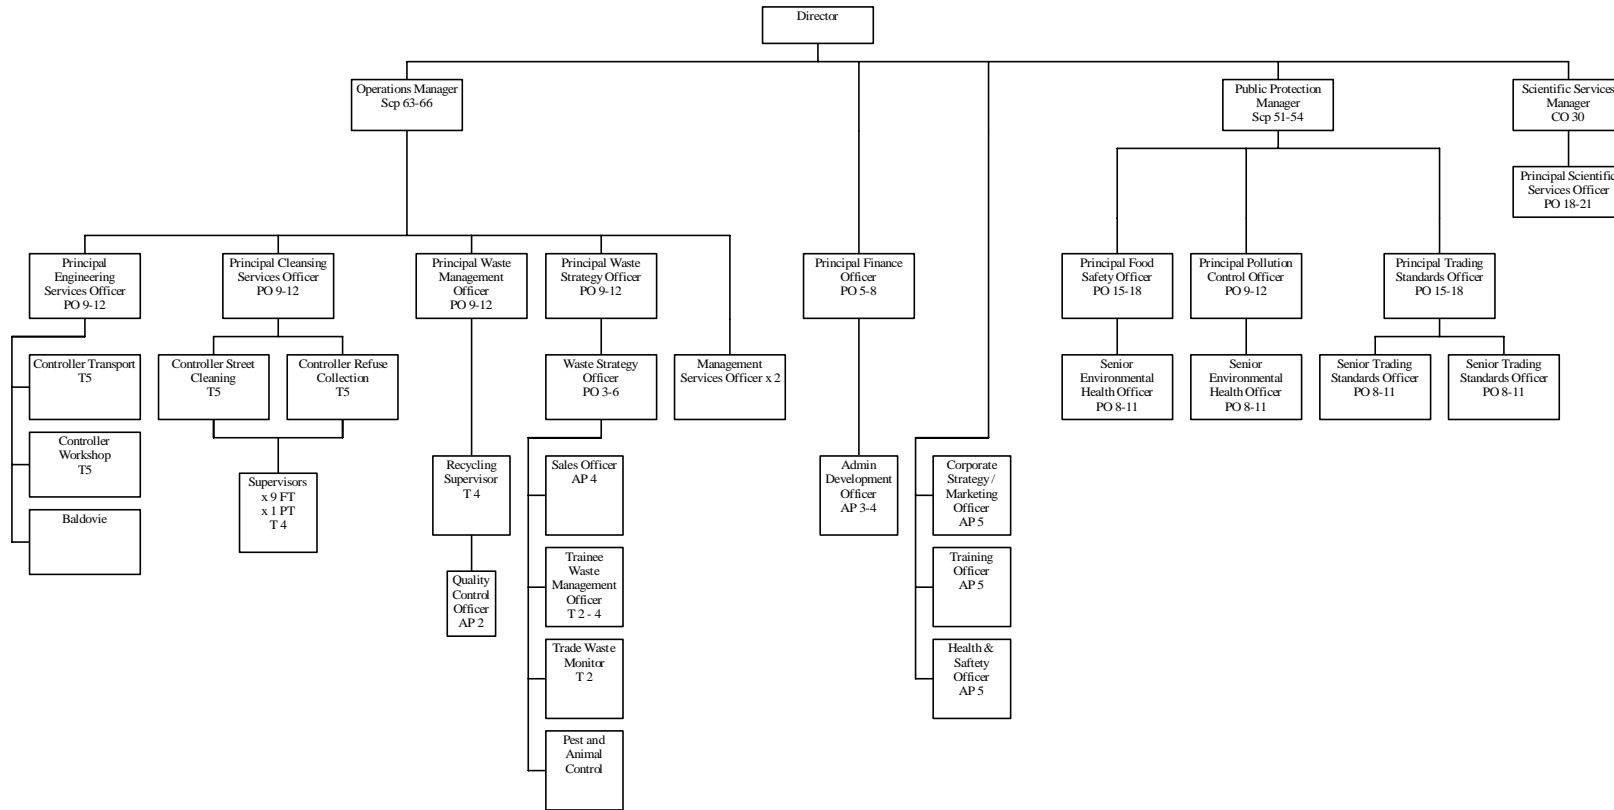 Director
Operations Manager
Scp 63-66
Public Protection
Manager
Scp 51-54
Scientific Services
Manager
CO 30
Principal Scientific
Services Officer
PO 18-21
Principal
Engineering
Services Officer
PO 9-12
Principal Cleansing
Services Officer
PO 9-12
Principal Waste
Management
Officer
PO 9-12
Principal Waste
Strategy Officer
PO 9-12
Principal Finance
Officer
PO 5-8
Principal Food
Safety Officer
PO 15-18
Principal Pollution
Control Officer
PO 9-12
Principal Trading
Standards Officer
PO 15-18
Controller Transport
T5
Controller Street
Cleaning
T5
Controller Refuse
Collection
T5
Waste Strategy
Officer
PO 3-6
Management
Services Officer x 2
Senior
Environmental
Health Officer
PO 8-11
Senior
Environmental
Health Officer
PO 8-11
Senior Trading
Standards Officer
PO 8-11
Senior Trading
Standards Officer
PO 8-11
Controller
Workshop
T5
Baldovie
Supervisors
x 9 FT
x 1 PT
T 4
Recycling
Supervisor
T 4
Quality
Control
Officer
AP 2
Sales Officer
AP 4
Trainee
Waste
Management
Officer
T 2 - 4
Trade Waste
Monitor
T 2
Pest and
Animal
Control
Admin
Development
Officer
AP 3-4
Corporate
Strategy /
Marketing
Officer
AP 5
Training
Officer
AP 5
Health &
Saftety
Officer
AP 5